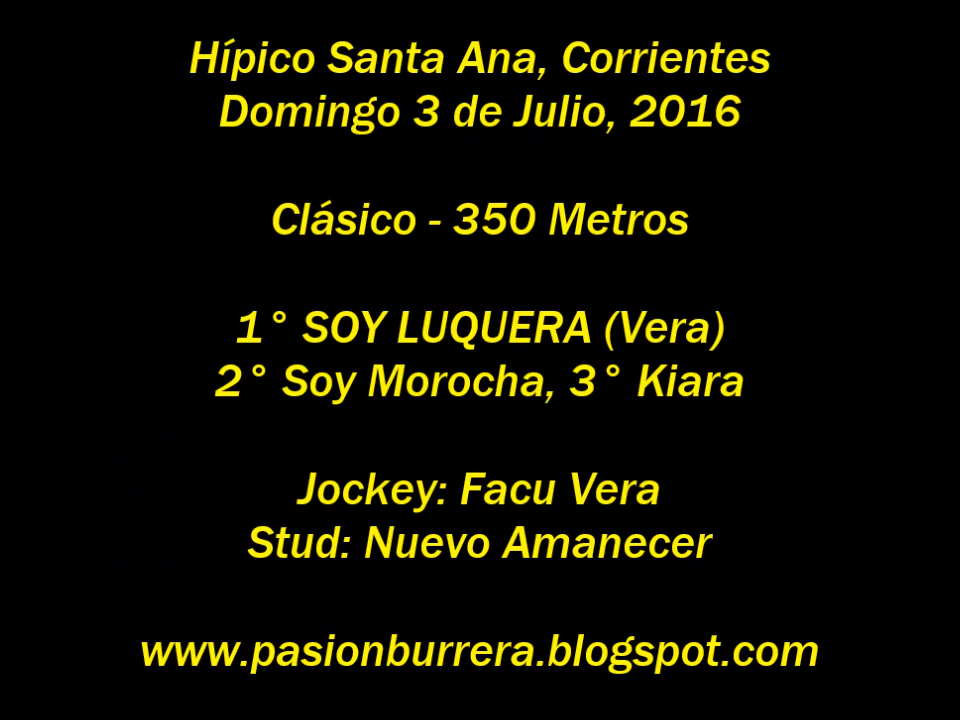 Hípico Santa Ana, Corrientes
Domingo 3 de Julio, 2016
Clásico - 350 Metros
1° SOY LUQUERA (Vera)
2° Soy Morocha, 3° Kiara
Jockey: Facu Vera
Stud: Nuevo Amanecer
www.pasionburrera.blogspot.com